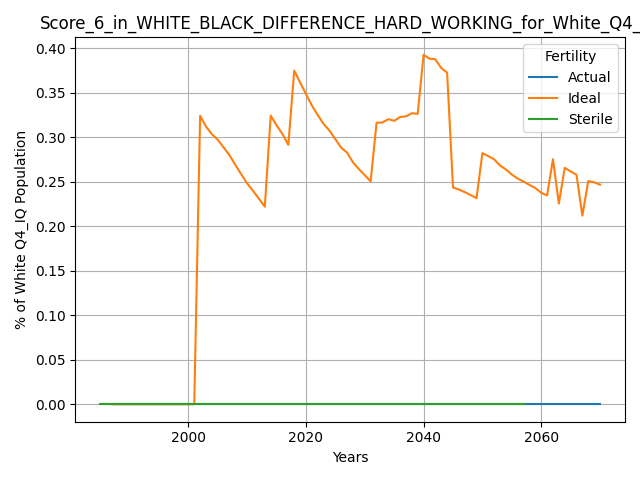 Score_6_in_WHITE_BLACK_DIFFERENCE_HARD_WORKING_for_White_Q4_
Fertility
Actual
Ideal
Sterile
% of White Q4_IQ Population
0.40
0.35
0.30
0.25
0.20
0.15
0.10
0.05
0.00
2000 2020 2040 2060
Years